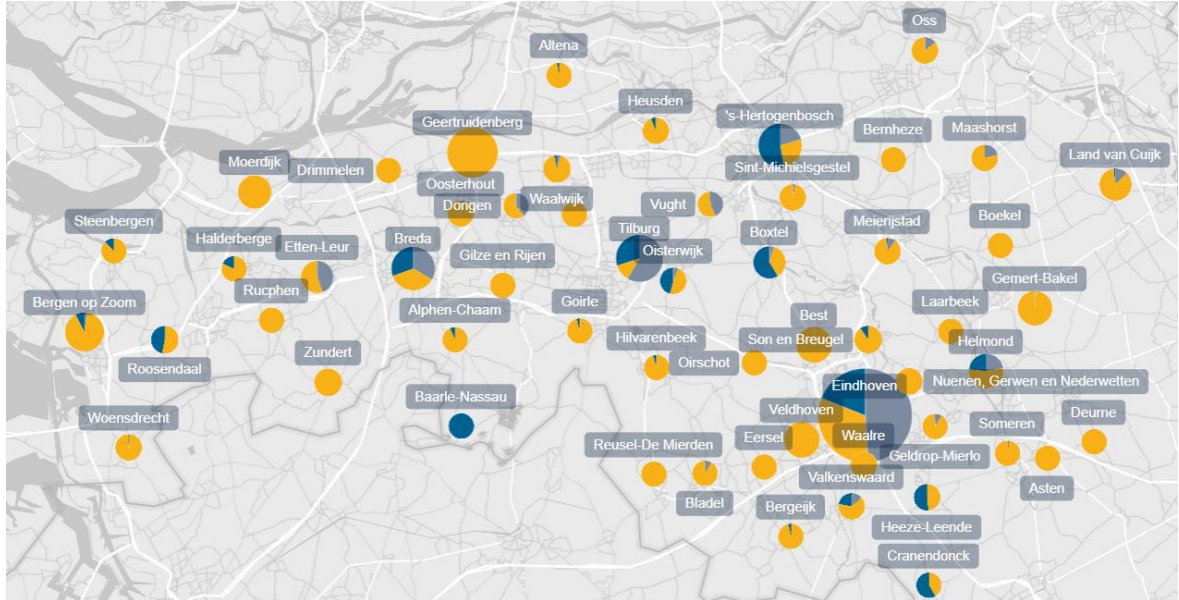 Oss
Altena
Heusden
's-Hertogenbosch
Geertruidenberg
Bernheze
Maashorst
Land van Cuijk
Moerdijk
Drimmelen
Sint-Michielsgestel
Oosterhout
Dongen
Waalwijk
Vught
Steenbergen
Tilburg
Meierijstad
Boekel
Halderberge
Etten-Leur
Breda
Gilze en Rijen
Oisterwijk
Boxtel
Gemert-Bakel
Bergen op Zoom
Rucphen
Alphen-Chaam
Goirle
Best
Laarbeek
Roosendaal
Hilvarenbeek
Oirschot
Son en Breugel
Helmond
Zundert
Baarle-Nassau
Eindhoven
Nuenen, Gerwen en Nederwetten
Woensdrecht
Veldhoven
Waalre
Deurne
Reusel-De Mierden
Eersel
Geldrop-Mierlo
Someren
Valkenswaard
Asten
Bladel
Bergeijk
Heeze-Leende
Cranendonck